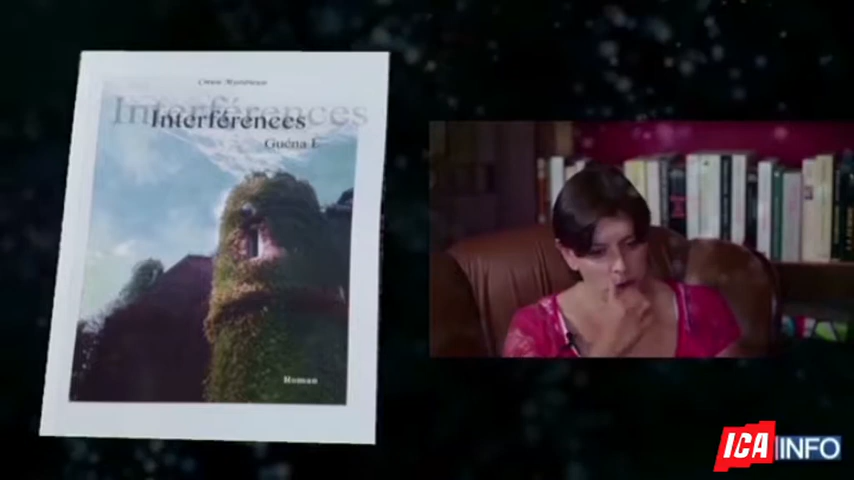 Interférences
Interférences
Guéna L
Roman
ICA INFO